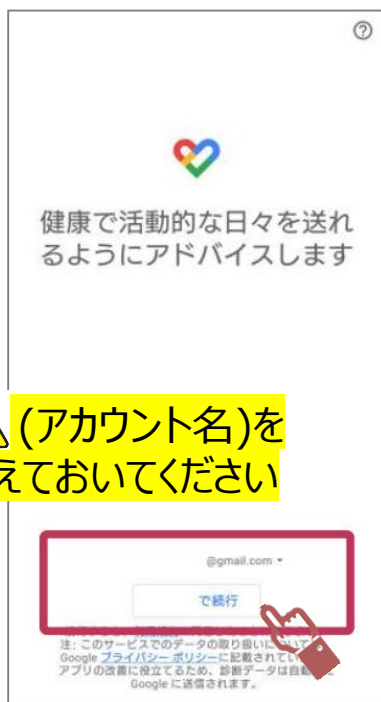 健康で活動的な日々を送れ
るようにアドバイスします
(アカウント名)を
えておいてください
@gmail.com
で続行
注: このサービスでのデータの取り扱いについて
Google プライバシー ポリシーに記載されてい
アプリの改善に役立てるため、診断データは自動
Google に送信されます。